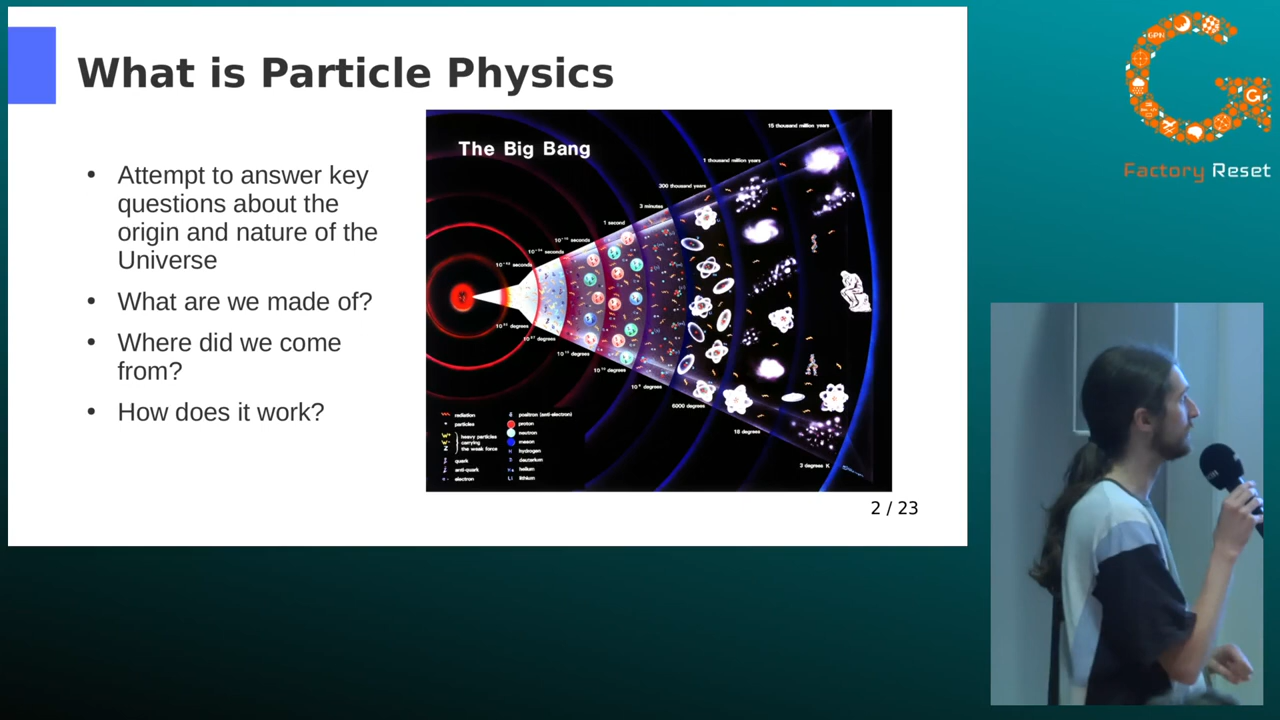 What is Particle Physics
• Attempt to answer key
questions about the
origin and nature of the
Universe
• What are we made of?
• Where did we come
from?
• How does it work?
The Big Bang
15 thousand million years
1 thousand million years
300 thousand years
3 minutes
1 second
3 degrees K
18 degrees
6000 degrees
radiation
particles
heavy particles
carrying
the weak force
quark
anti-quark
electron
positron (anti-electron)
proton
neutron
meson
hydrogen
deuterium
helium
lithium
2 / 23
GPN
G
Factory Reset